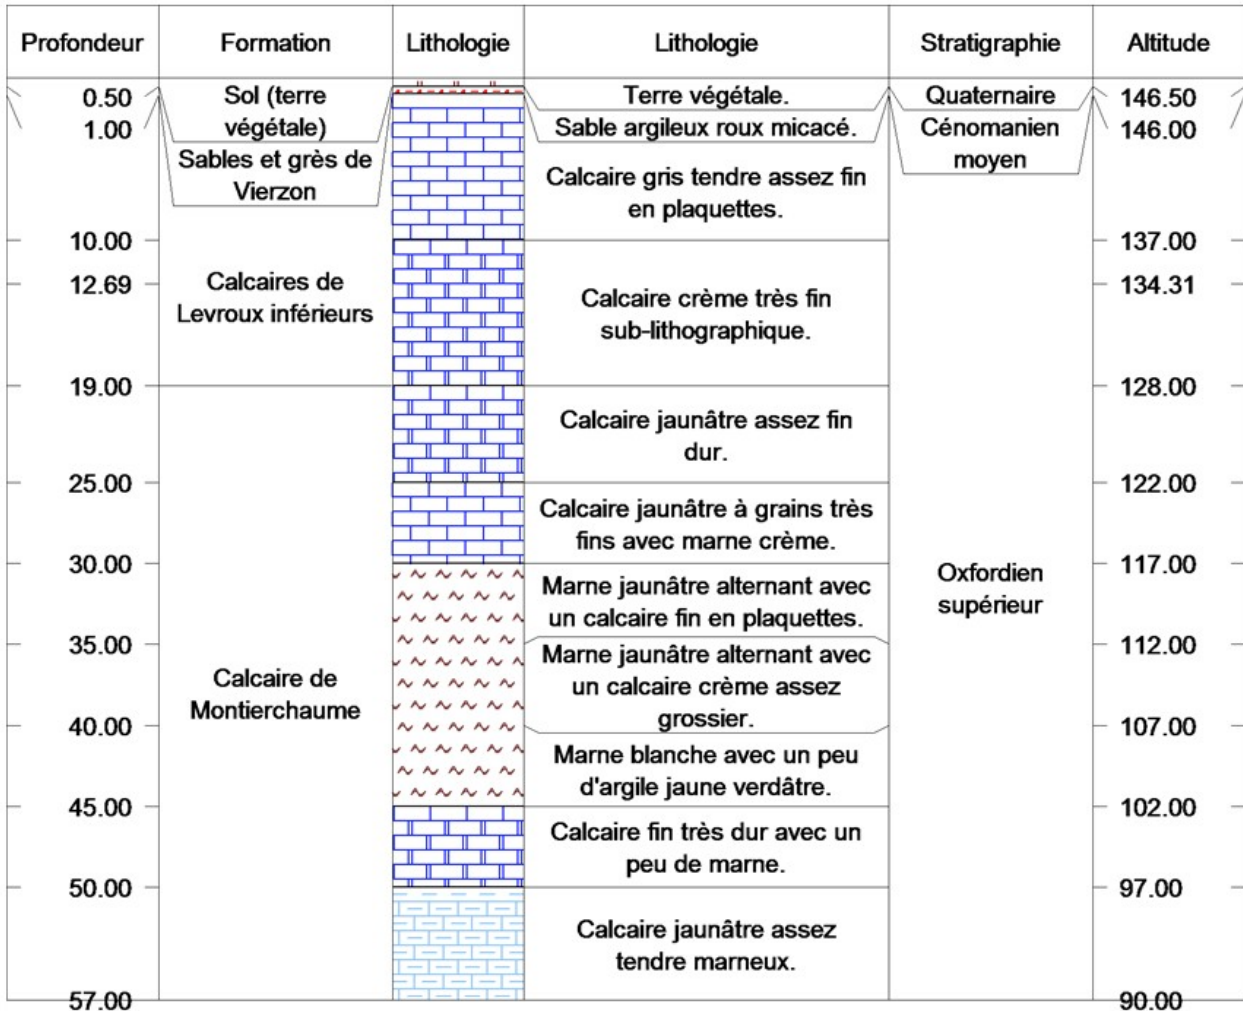 Profondeur Formation Lithologie Lithologie Stratigraphie Altitude
0.50 Sol (terre Terre végétale. Quaternaire 146.50
végétale)
1.00 Sable argileux roux micacé. Cénomanien 146.00
moyen
Sables et grès de
Vierzon
Calcaire gris tendre assez fin
en plaquettes.
10.00 137.00
12.69 134.31
Calcaires de
Levroux inférieurs
Calcaire crème très fin
sub-lithographique.
19.00 128.00
Calcaire jaunâtre assez fin
dur.
25.00 122.00
Calcaire jaunâtre à grains très
fins avec marne crème.
30.00 117.00
Oxfordien
supérieur
Marne jaunâtre alternant avec
un calcaire fin en plaquettes.
35.00 112.00
Marne jaunâtre alternant avec
un calcaire crème assez
grossier.
Calcaire de
Montierchaume
40.00 107.00
Marne blanche avec un peu
d'argile jaune verdâtre.
45.00 102.00
Calcaire fin très dur avec un
peu de marne.
50.00 97.00
Calcaire jaunâtre assez
tendre marneux.
57.00 90.00